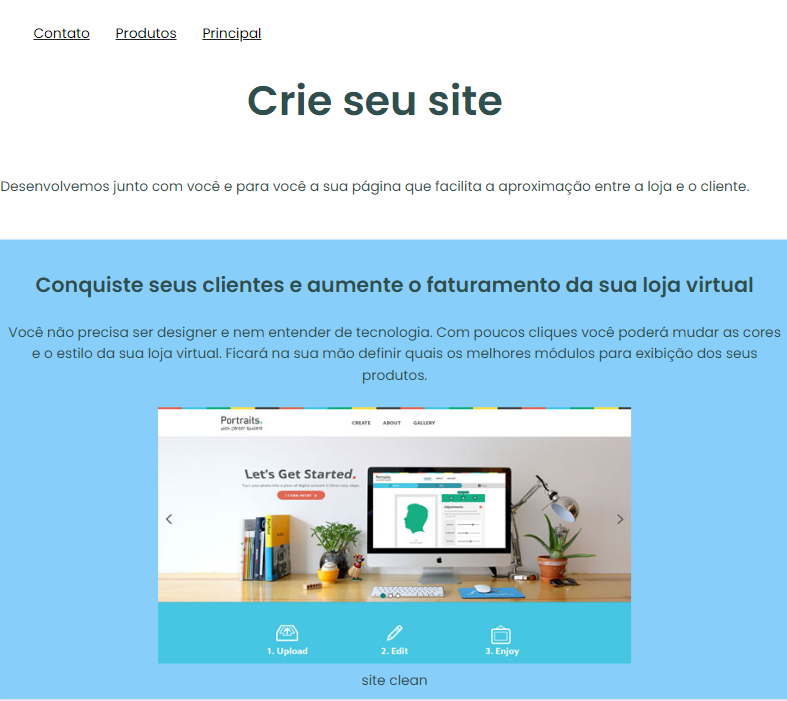 Contato Produtos Principal
Crie seu site
Desenvolvemos junto com você e para você a sua página que facilita a aproximação entre a loja e o cliente.
Conquiste seus clientes e aumente o faturamento da sua loja virtual
Você não precisa ser designer e nem entender de tecnologia. Com poucos cliques você poderá mudar as cores
e o estilo da sua loja virtual. Ficará na sua mão definir quais os melhores módulos para exibição dos seus
produtos.
Portraits.
CREATE ABOUT GALLERY
Let's Get Started.
LEARN MORE
1. Upload 2. Edit 3. Enjoy
site clean